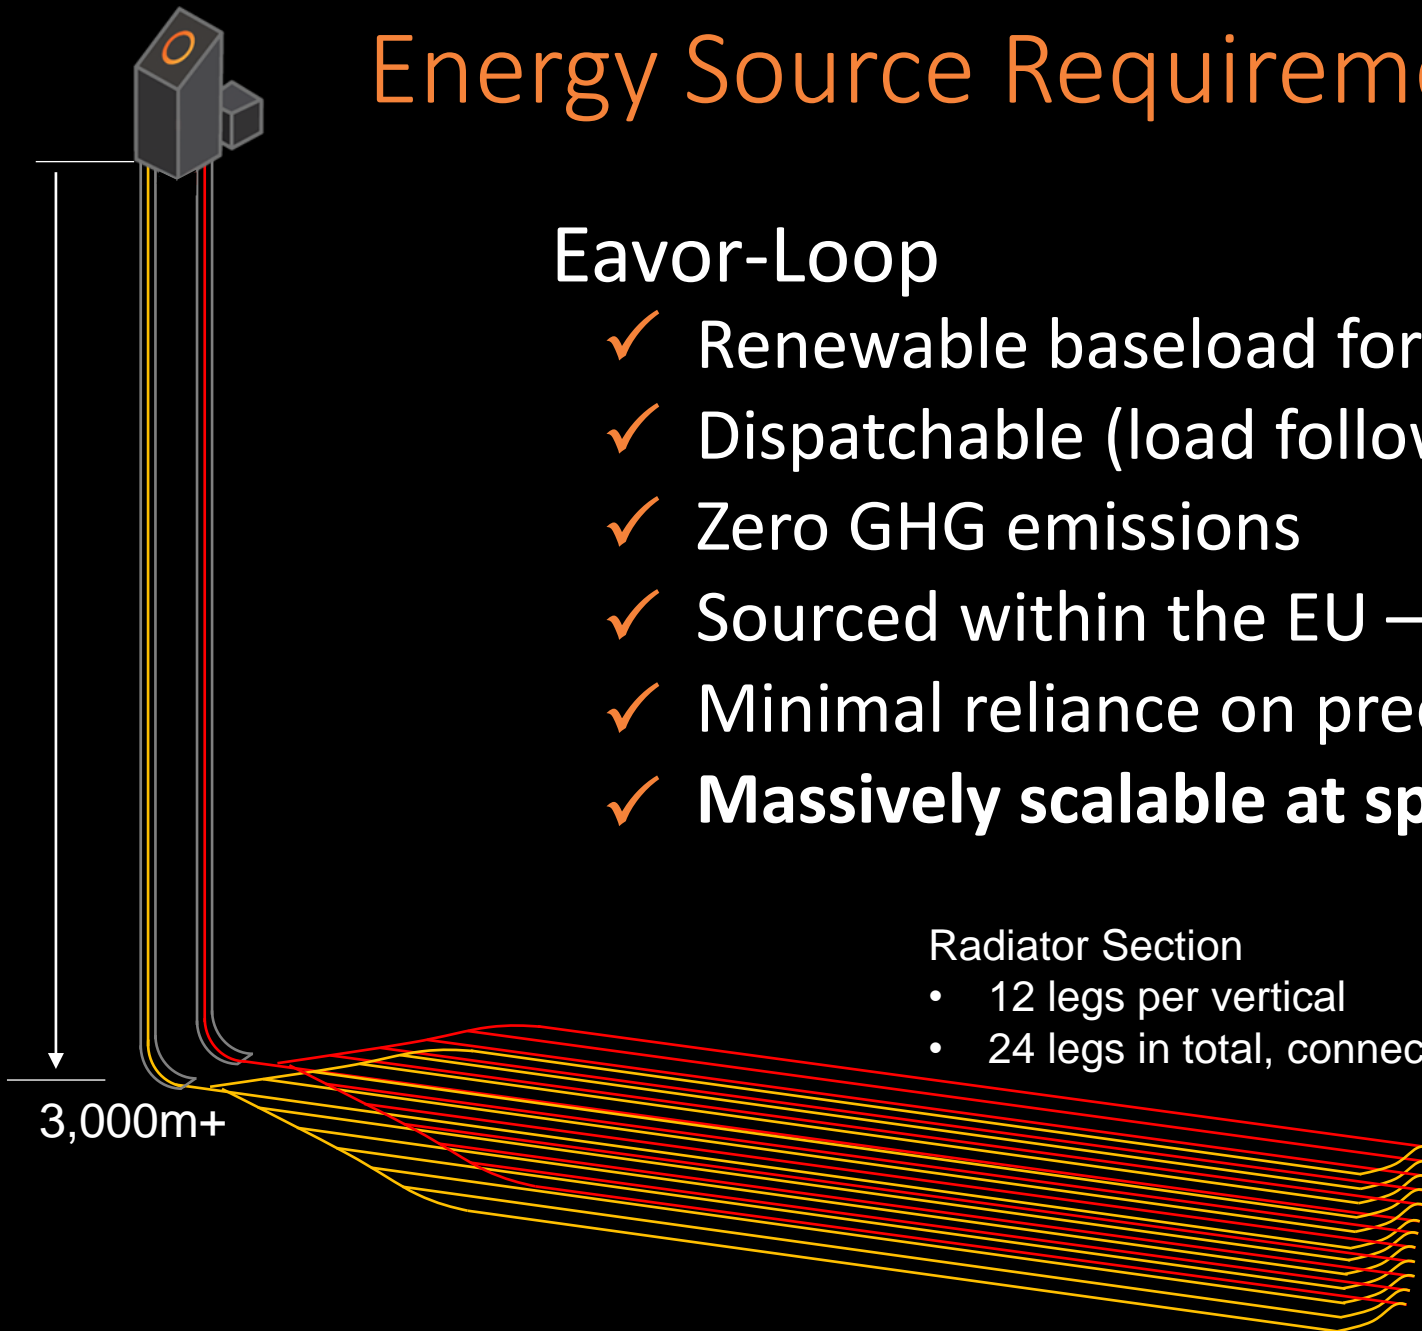 Energy Source Requirem
Eavor-Loop
✓ Renewable baseload for
✓ Dispatchable (load follow
✓ Zero GHG emissions
✓ Sourced within the EU –
✓ Minimal reliance on pre
✓ Massively scalable at sp
Radiator Section
• 12 legs per vertical
• 24 legs in total, connec
3,000m+